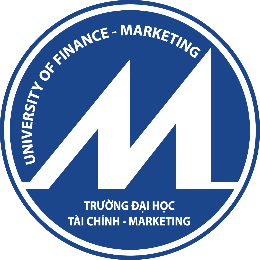 UNIVERSITY OF FINANCE - MARKETING
TRƯỜNG ĐẠI HỌC
TÀI CHÍNH - MARKETING